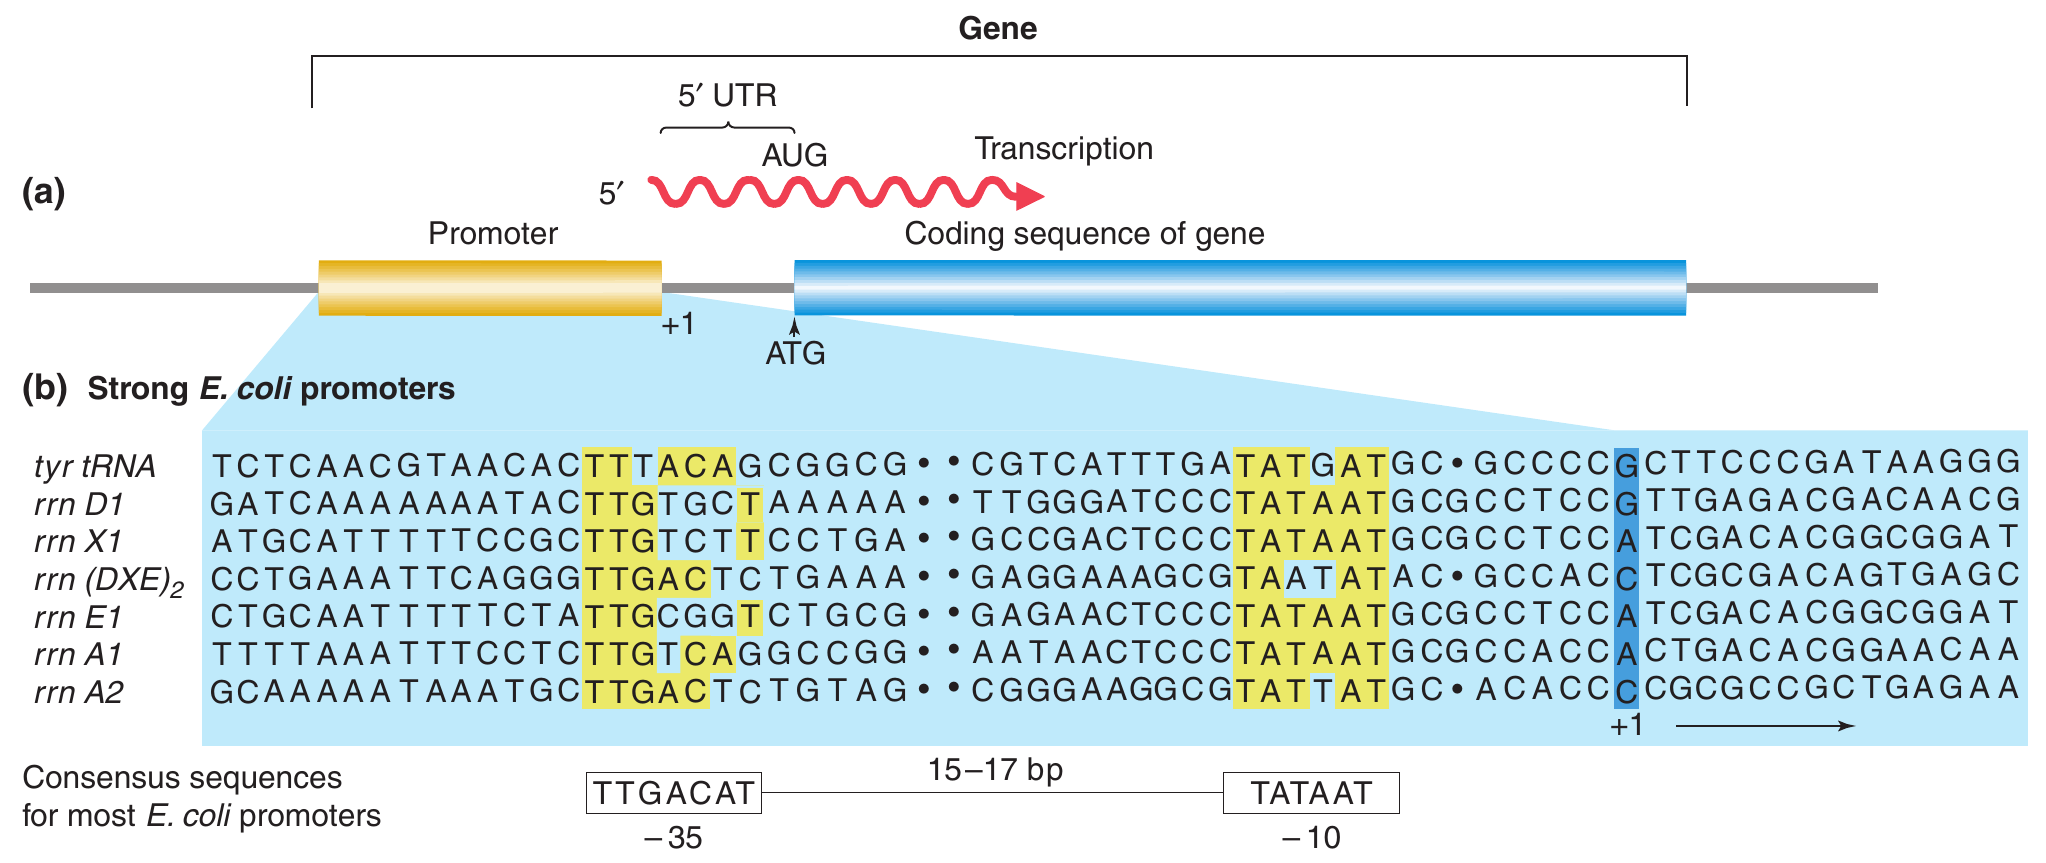 Gene
5′ UTR
AUG
Transcription
(a)
5′
Promoter
Coding sequence of gene
+1
ATG
(b) Strong E. coli promoters
tyr tRNA TCTCAACGTAACACTTTACAGCGGCG••CGTCATTTGATATGATGC•GCCCCGCTTCCCGATAAGGG
rrn D1 GATCAAAAAAATACTTGTGCTAAAAA••TTGGGATCCCTATAATGCGCCTCCGTTGAGACGACAACG
rrn X1 ATGCATTTTTCCGCTTGTCTTCCTGA••GCCGACTCCCTATAATGCGCCTCCATCGACACGGCGGAT
rrn (DXE)2 CCTGAAATTCAGGGTTGACTCTGAAA••GAGGAAAGCGTAATATAC•GCCACCTCGCGACAGTGAGC
rrn E1 CTGCAATTTTTCTATTGCGGTCTGCG••GAGAACTCCCTATAATGCGCCTCCATCGACACGGCGGAT
rrn A1 TTTTAAATTTCCTCTTGTCAGGCCGG••AATAACTCCCTATAATGCGCCACCACTGACACGGAACAA
rrn A2 GCAAAAATAAATGCTTGACTCTGTAG••CGGGAAGGCGTATTATGC•ACACCCCGCGCCGCTGAGAA
+1
Consensus sequences
for most E. coli promoters
TTGACAT
15–17 bp
TATAAT
–35
–10